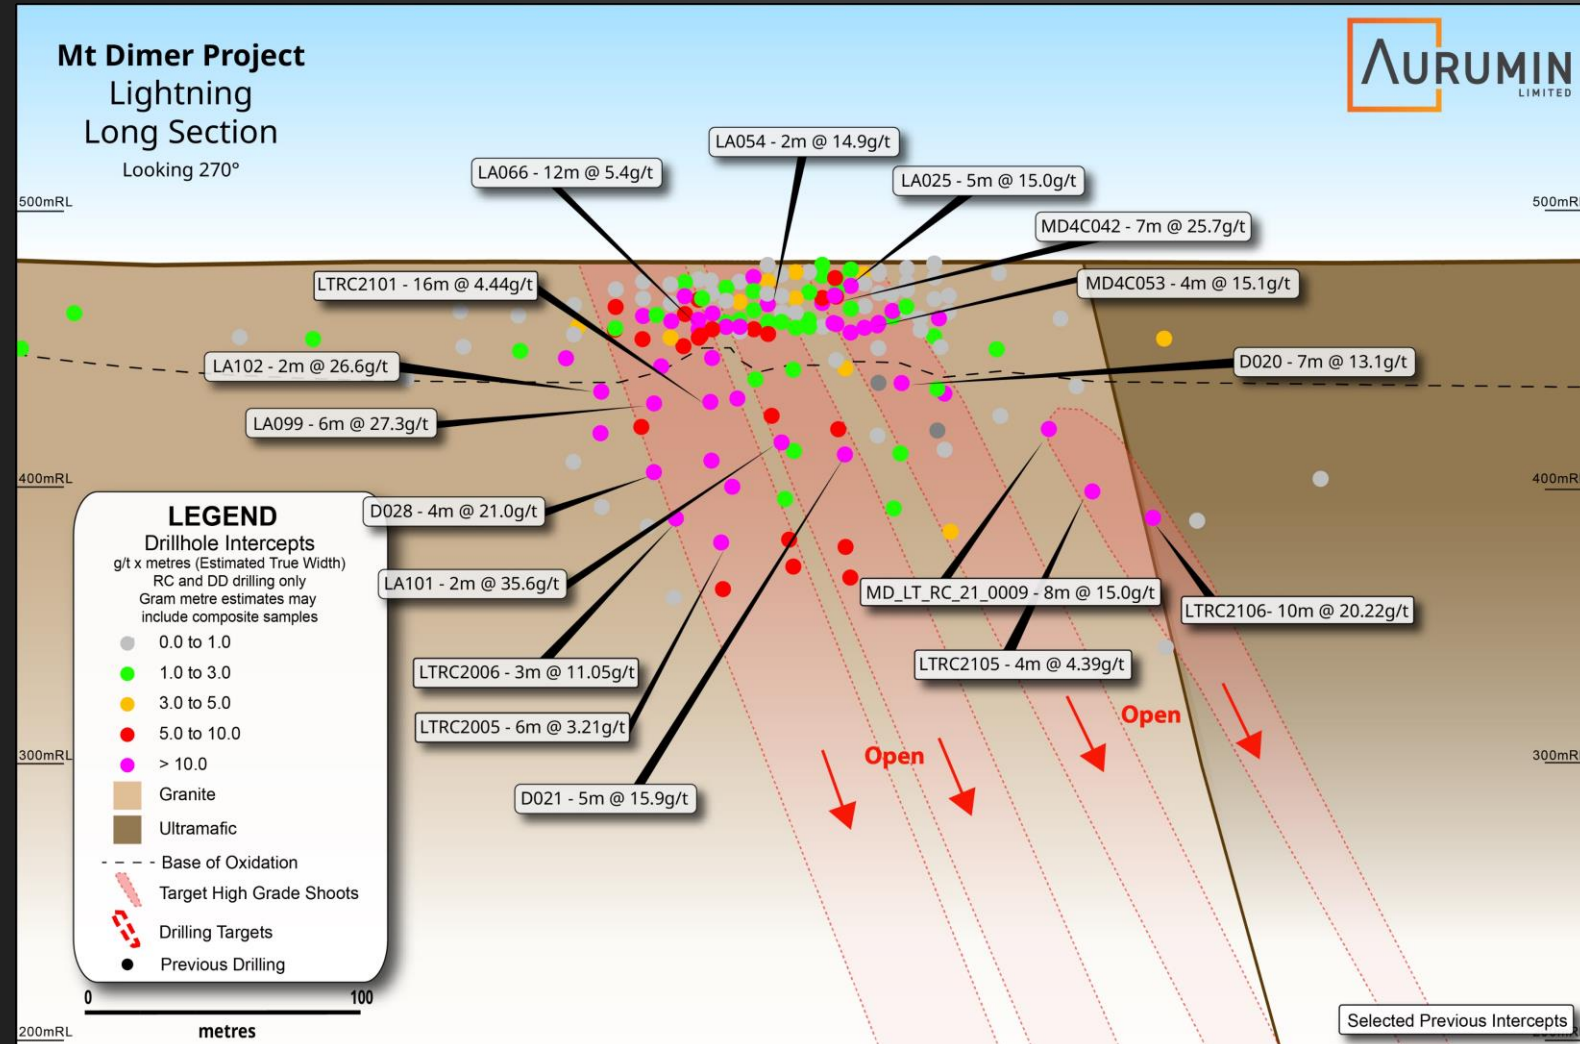 Mt Dimer Project
Lightning
Long Section
Looking 270°
AURUMIN
LIMITED
LA054 - 2m @ 14.9g/t
LA066 - 12m @ 5.4g/t
LA025 - 5m @ 15.0g/t
500mRL
500mRL
MD4C042 - 7m @ 25.7g/t
LTRC2101 - 16m @ 4.44g/t
MD4C053 - 4m @ 15.1g/t
LA102 - 2m @ 26.6g/t
D020 - 7m @ 13.1g/t
LA099 - 6m @ 27.3g/t
400mRL
400mRL
D028 - 4m @ 21.0g/t
LA101 - 2m @ 35.6g/t
MD_LT_RC_21_0009 - 8m @ 15.0g/t
LTRC2106- 10m @ 20.22g/t
LTRC2006 - 3m @ 11.05g/t
LTRC2105 - 4m @ 4.39g/t
LTRC2005 - 6m @ 3.21g/t
Open
Open
300mRL
300mRL
D021 - 5m @ 15.9g/t
LEGEND
Drillhole Intercepts
g/t x metres (Estimated True Width)
RC and DD drilling only
Gram metre estimates may
include composite samples
0.0 to 1.0
1.0 to 3.0
3.0 to 5.0
5.0 to 10.0
> 10.0
Granite
Ultramafic
Base of Oxidation
Target High Grade Shoots
Drilling Targets
Previous Drilling
0 100
metres
200mRL
Selected Previous Intercepts